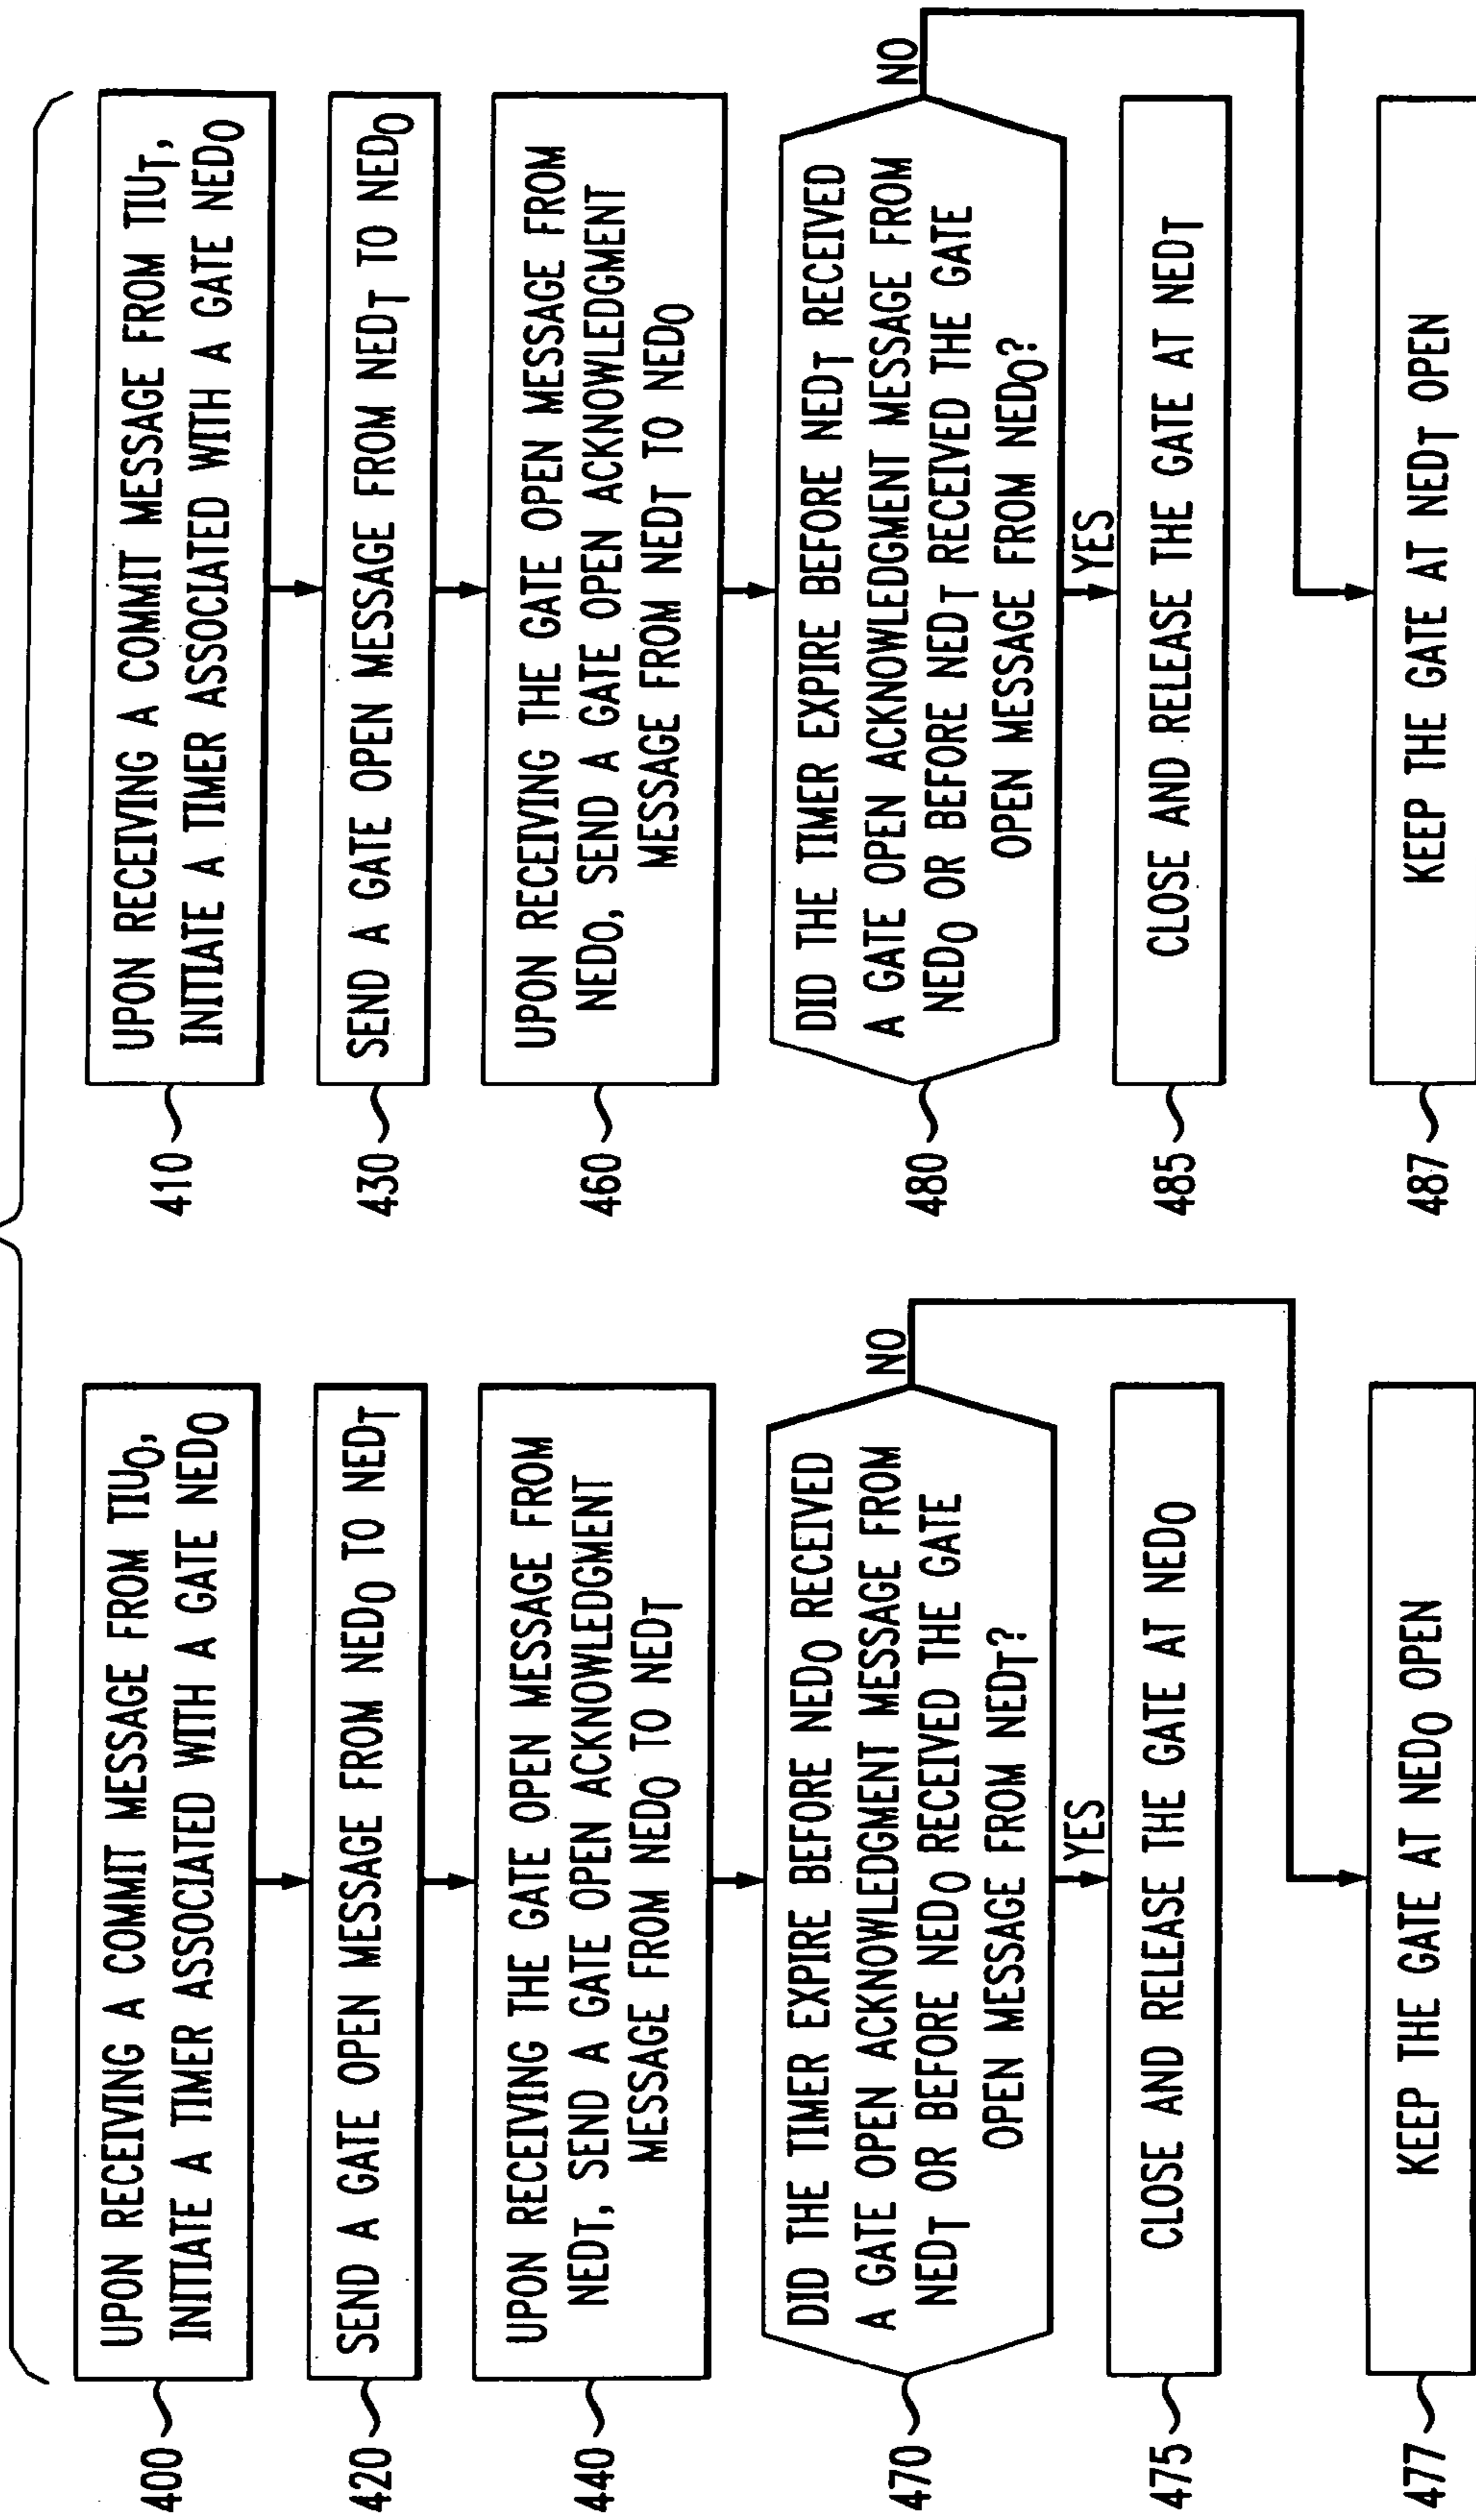 400
UPON RECEIVING A COMMIT MESSAGE FROM TIUO,
INITIATE A TIMER ASSOCIATED WITH A GATE NEDO
420
SEND A GATE OPEN MESSAGE FROM NEDO TO NEDT
440
UPON RECEIVING THE GATE OPEN MESSAGE FROM
NEDT, SEND A GATE OPEN ACKNOWLEDGMENT
MESSAGE FROM NEDO TO NEDT
470
DID THE TIMER EXPIRE BEFORE NEDO RECEIVED
A GATE OPEN ACKNOWLEDGMENT MESSAGE FROM
NEDT OR BEFORE NEDO RECEIVED THE GATE
OPEN MESSAGE FROM NEDT?
NO
YES
475
CLOSE AND RELEASE THE GATE AT NEDO
477
KEEP THE GATE AT NEDO OPEN
410
UPON RECEIVING A COMMIT MESSAGE FROM TIUT,
INITIATE A TIMER ASSOCIATED WITH A GATE NEDO
430
SEND A GATE OPEN MESSAGE FROM NEDT TO NEDO
460
UPON RECEIVING THE GATE OPEN MESSAGE FROM
NEDO, SEND A GATE OPEN ACKNOWLEDGMENT
MESSAGE FROM NEDT TO NEDO
480
DID THE TIMER EXPIRE BEFORE NEDT RECEIVED
A GATE OPEN ACKNOWLEDGMENT MESSAGE FROM
NEDO OR BEFORE NEDT RECEIVED THE GATE
OPEN MESSAGE FROM NEDO?
NO
YES
485
CLOSE AND RELEASE THE GATE AT NEDT
487
KEEP THE GATE AT NEDT OPEN